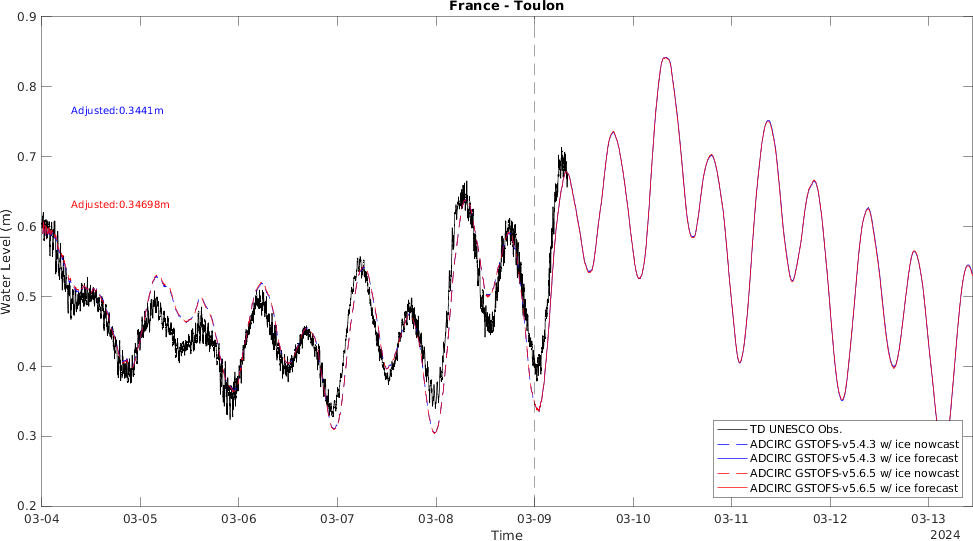 France - Toulon
0.9
0.8
0.7
0.6
0.5
0.4
0.3
0.2
Water Level (m)
Adjusted:0.3441m
Adjusted:0.34698m
TD UNESCO Obs.
ADCIRC GSTOFS-v5.4.3 w/ ice nowcast
ADCIRC GSTOFS-v5.4.3 w/ ice forecast
ADCIRC GSTOFS-v5.6.5 w/ ice nowcast
ADCIRC GSTOFS-v5.6.5 w/ ice forecast
03-04 03-05 03-06 03-07 03-08 03-09 03-10 03-11 03-12 03-13
Time
2024